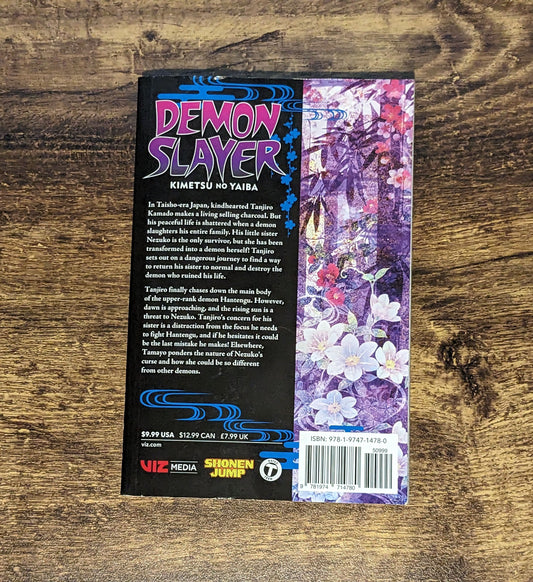 DEMON
SLAYER
KIMETSU NO YAIBA
In Taisho-era Japan, kindhearted Tanjiro
Kamado makes a living selling charcoal. But
his peaceful life is shattered when a demon
slaughters his entire family. His little sister
Nezuko is the only survivor, but she has been
transformed into a demon herself! Tanjiro
sets out on a dangerous journey to find a way
to return his sister to normal and destroy the
demon who ruined his life.
Tanjiro finally chases down the main body
of the upper-rank demon Hantengu. However,
dawn is approaching, and the rising sun is a
threat to Nezuko. Tanjiro's concern for his
sister is a distraction from the focus he needs
to fight Hantengu, and if he hesitates it could
be the last mistake he makes! Elsewhere,
Tamayo ponders the nature of Nezuko's
curse and how she could be so different
from other demons.
$9.99 USA $12.99 CAN £7.99 UK
viz.com
VIZ MEDIA
SHONEN
JUMP
T
ISBN: 978-1-9747-1478-0
50999
9 781974 714780